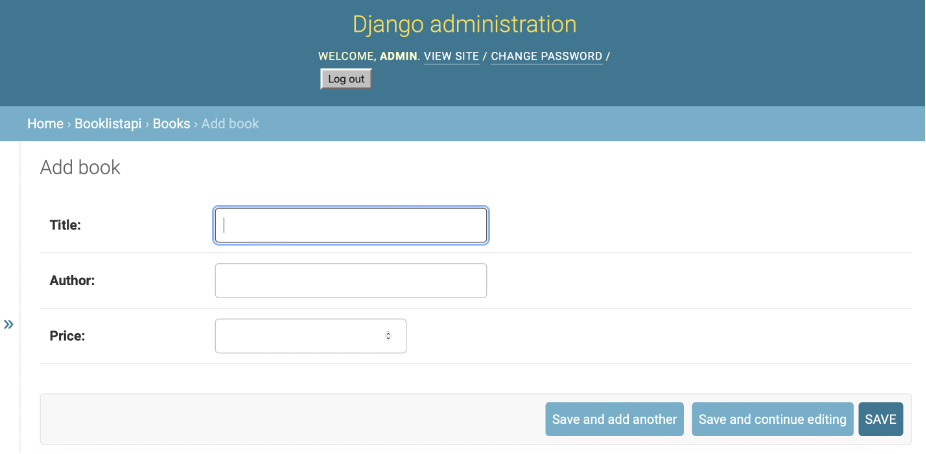 Django administration
WELCOME, ADMIN. VIEW SITE / CHANGE PASSWORD /
Log out
Home › Booklistapi › Books › Add book
Add book
Title:
Author:
»
Price:
Save and add another Save and continue editing SAVE